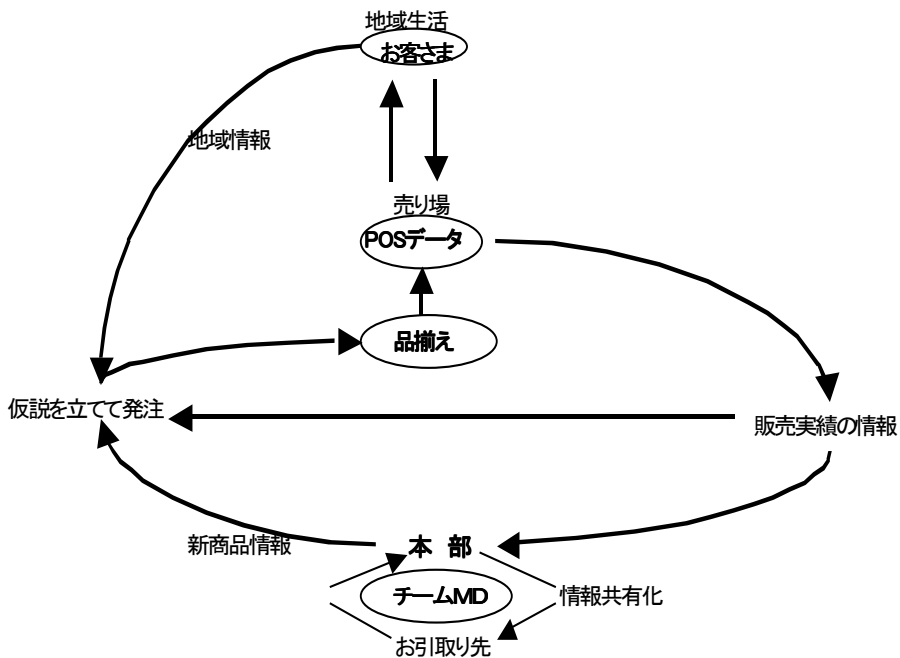 地域生活
お客さま
地域情報
売り場
POSデータ
品揃え
仮説を立てて発注
販売実績の情報
新商品情報
本 部
チームMD
情報共有化
お引取り先